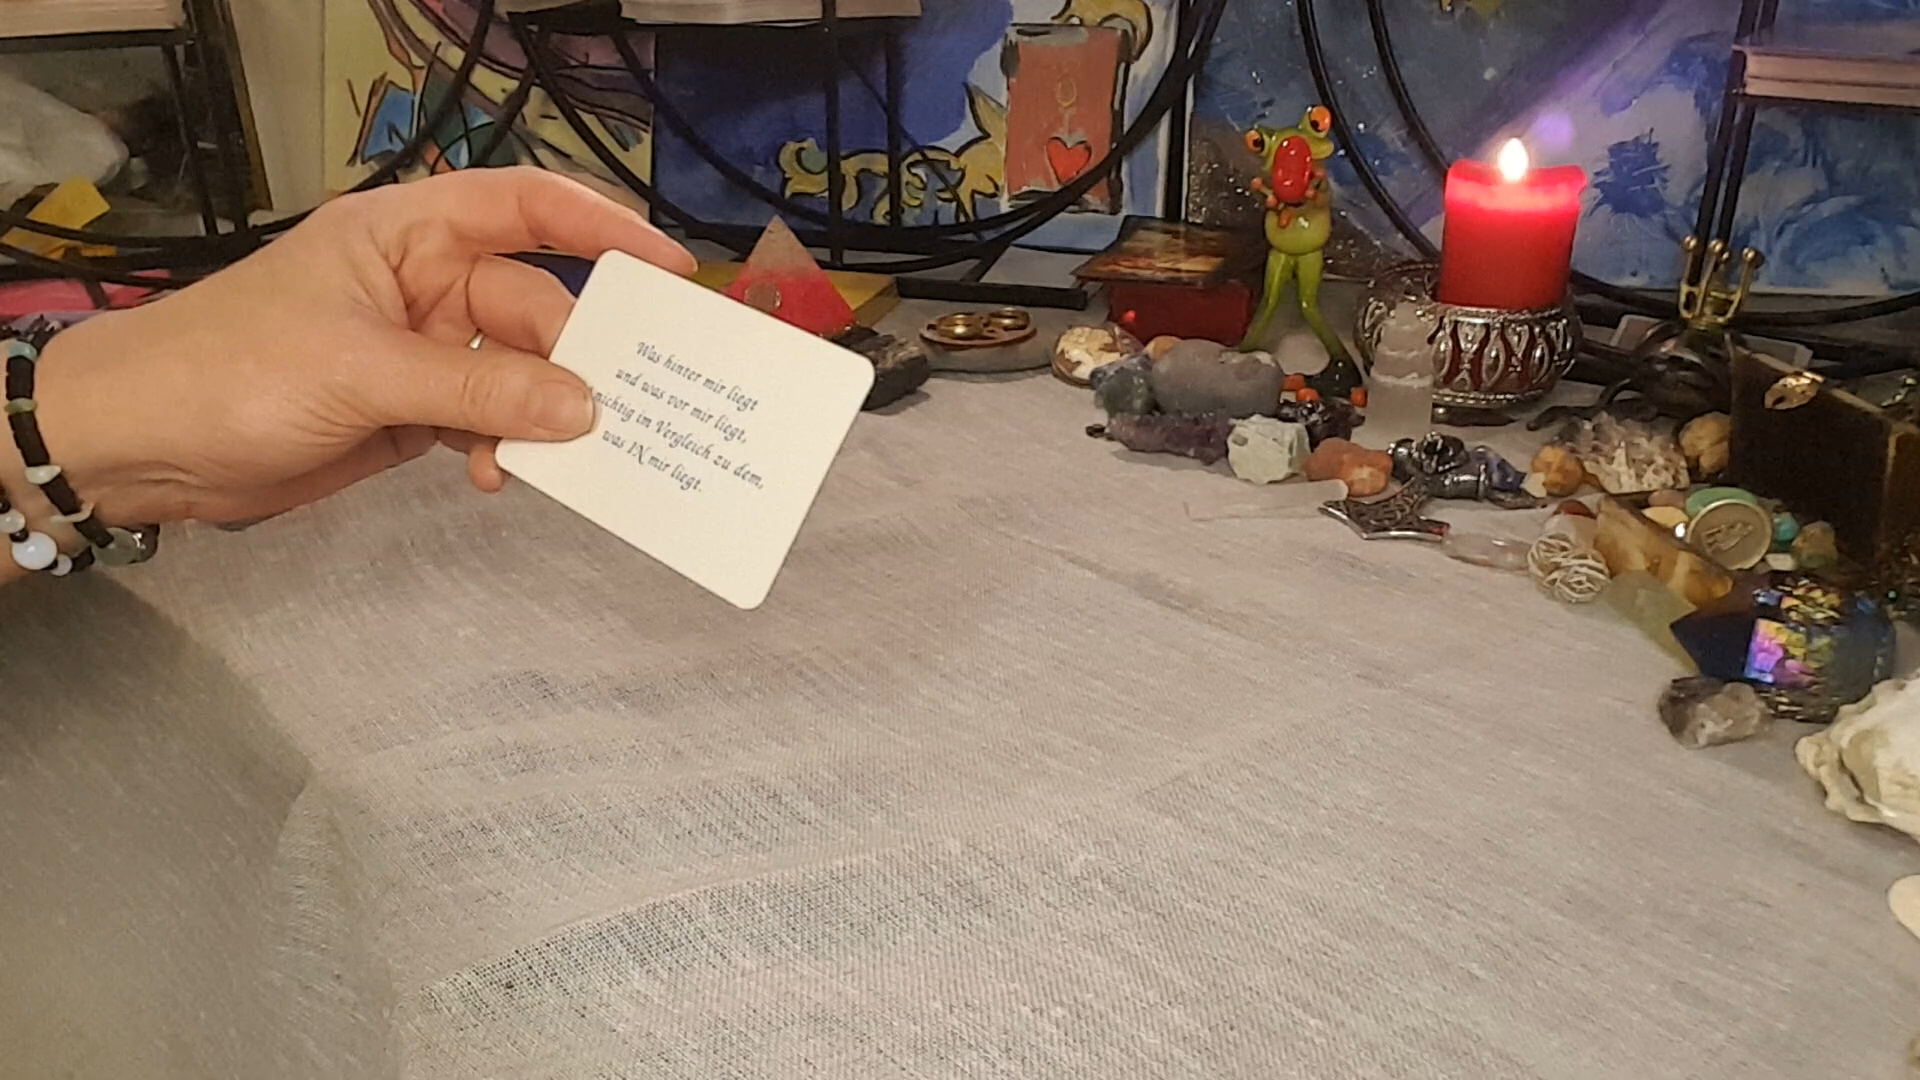 Was hinter mir liegt
und was vor mir liegt,
nichtig im Vergleich zu dem,
was IN mir liegt.